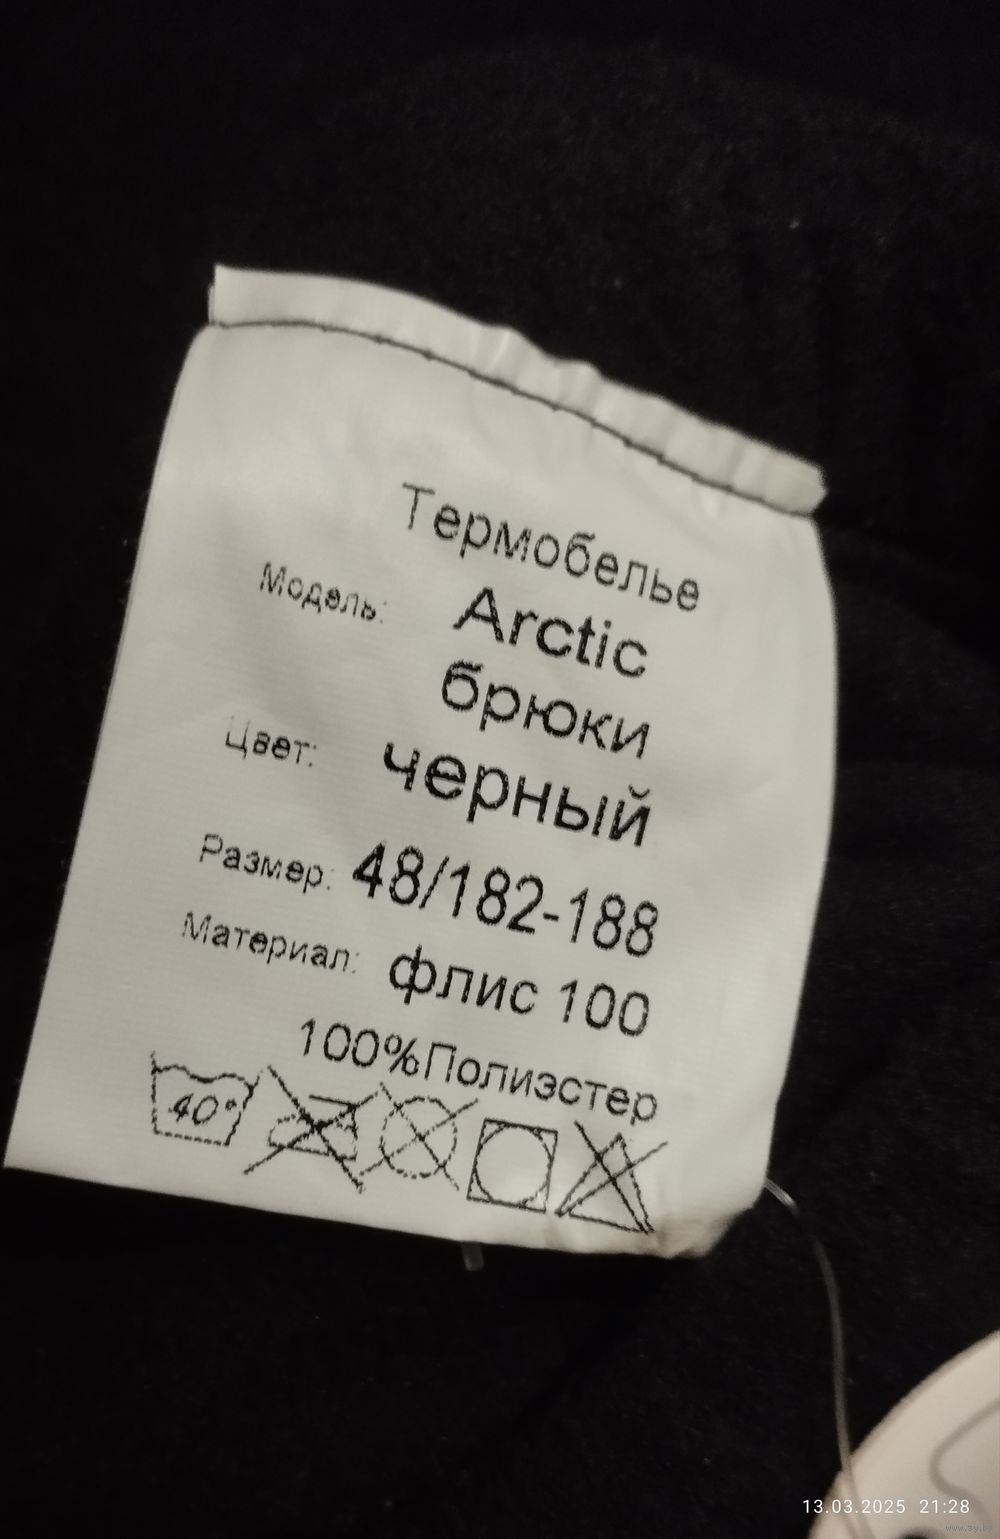 Термобелье
Модель: Arctic
брюки
Цвет: черный
Размер: 48/182-188
Материал: флис 100
100%Полиэстер
40°
13.03.2025 21:28